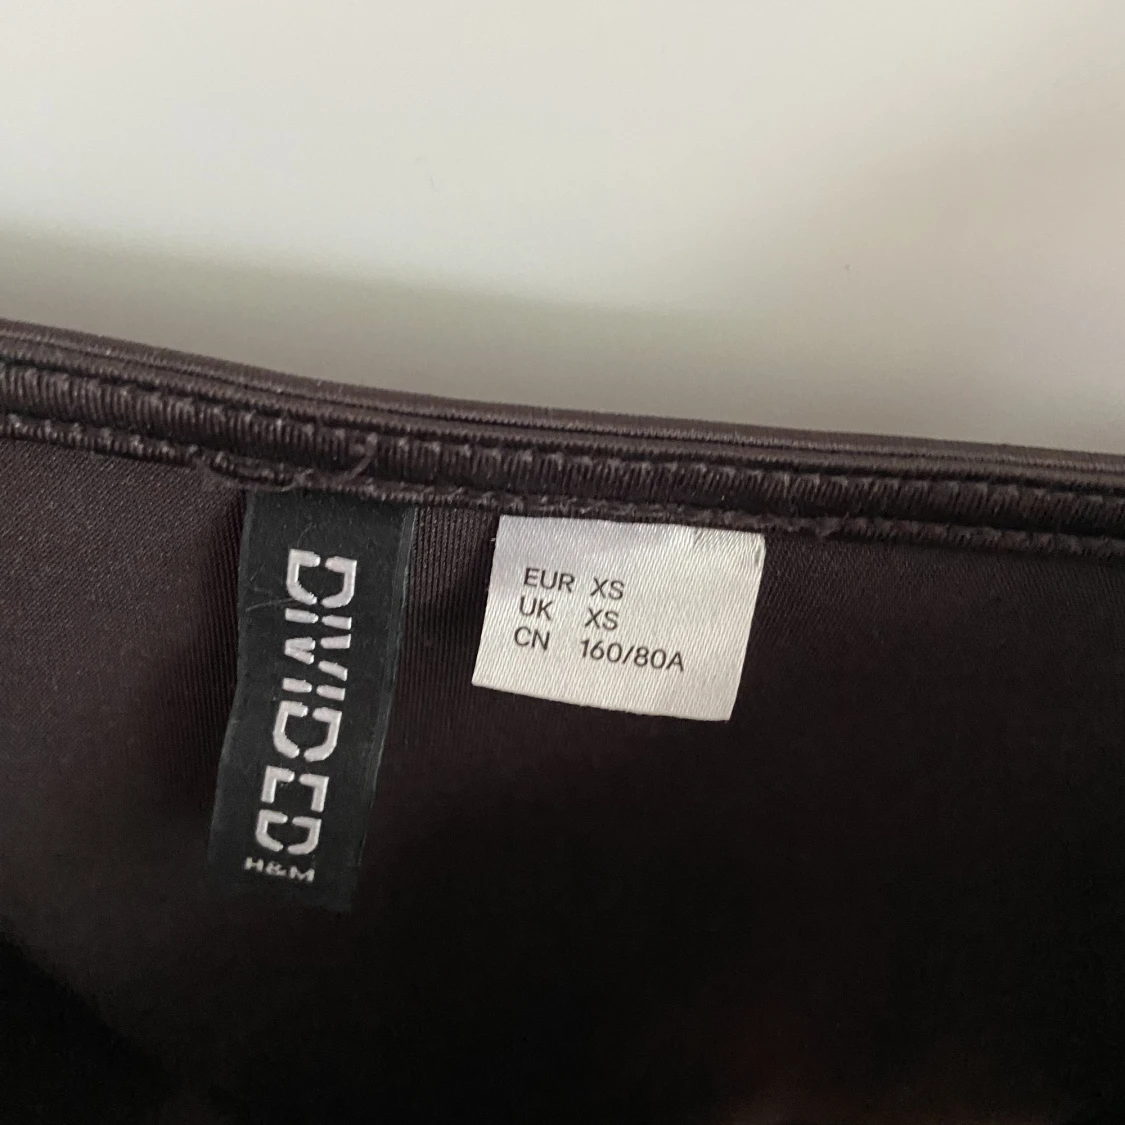 DIVIDED
H&M
EUR XS
UK XS
CN 160/80A